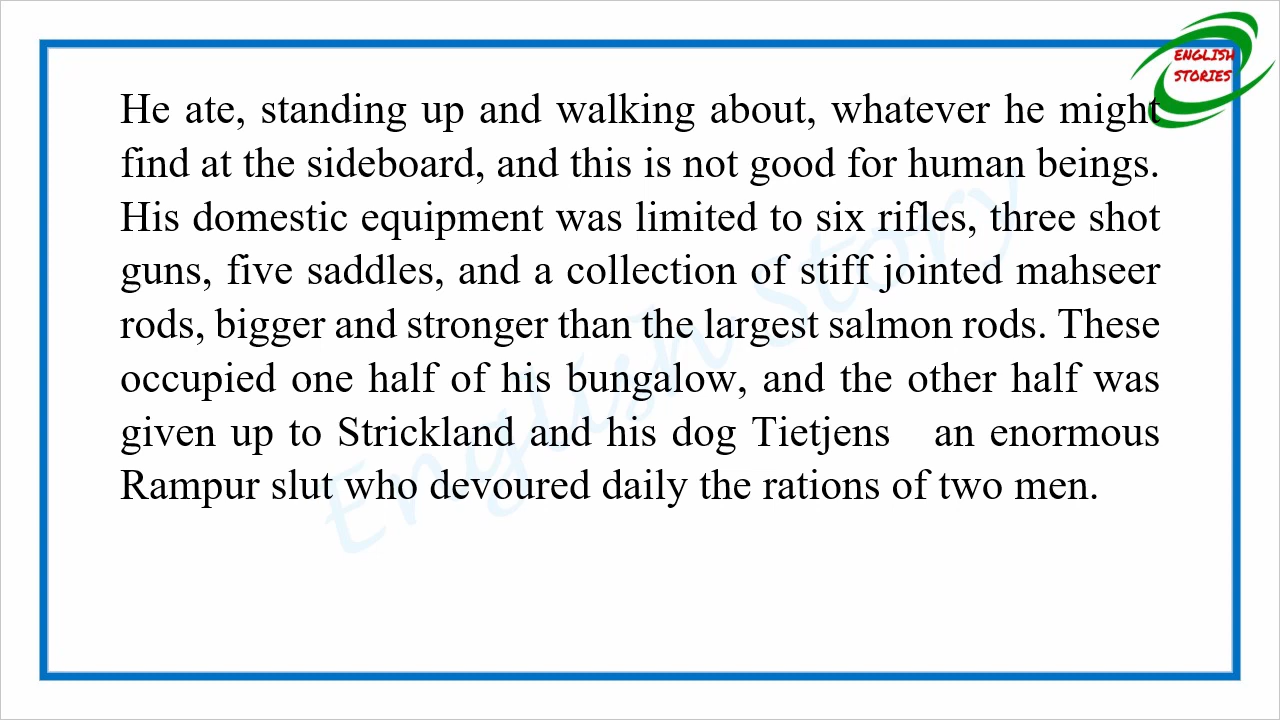 ENGLISH
STORIES
He ate, standing up and walking about, whatever he might
find at the sideboard, and this is not good for human beings.
His domestic equipment was limited to six rifles, three shot
guns, five saddles, and a collection of stiff jointed mahseer
rods, bigger and stronger than the largest salmon rods. These
occupied one half of his bungalow, and the other half was
given up to Strickland and his dog Tietjens an enormous
Rampur slut who devoured daily the rations of two men.
English Story